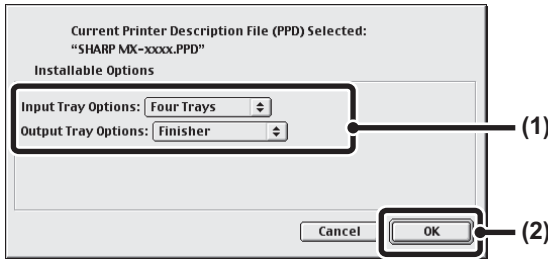 Current Printer Description File (PPD) Selected:
“SHARP MX-xxxx.PPD”
Installable Options
Input Tray Options: Four Trays
Output Tray Options: Finisher
(1)
Cancel OK
(2)